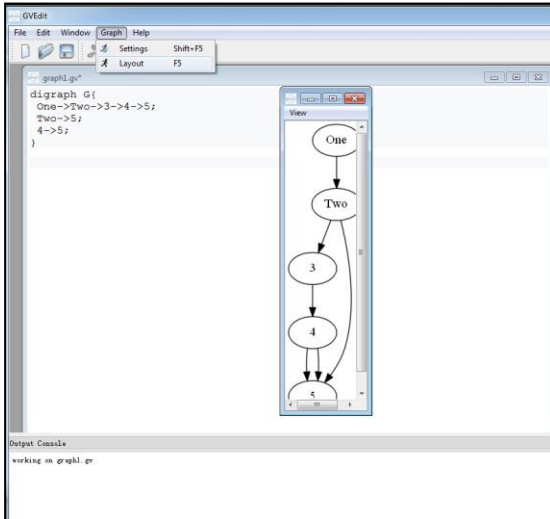 GVEdit
File Edit Window Graph Help
Settings Shift+F5
Layout F5
graph1.gv*
digraph G{
One->Two->3->4->5;
Two->5;
4->5;
}
View
One
Two
3
4
5
Output Console
working on graph1.gv